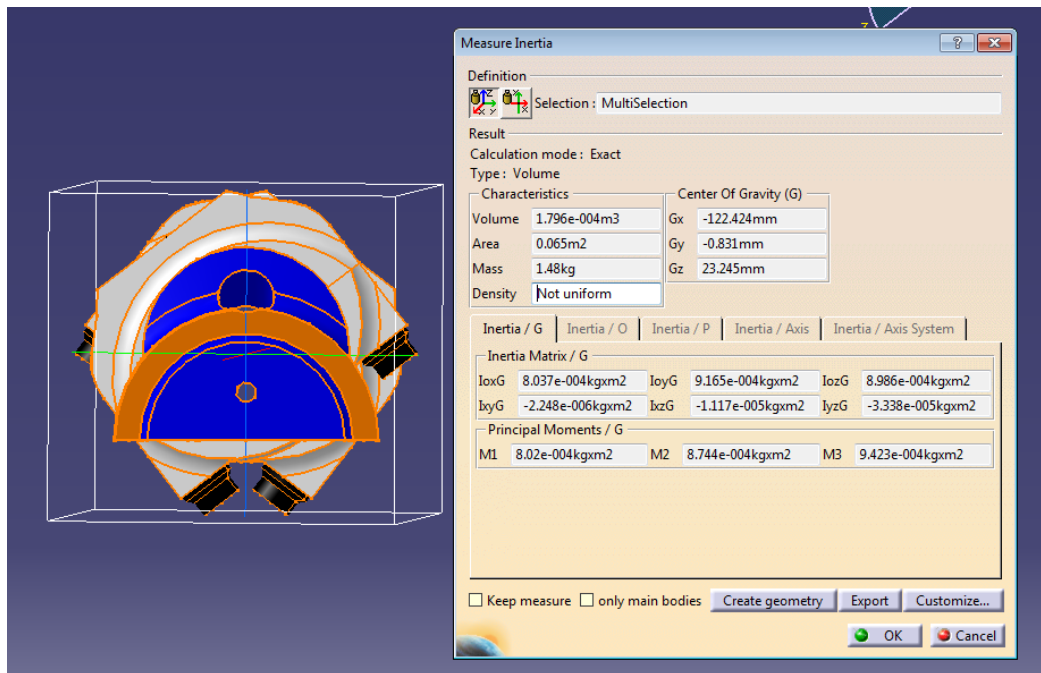 z
Measure Inertia
Definition
Selection : MultiSelection
Result
Calculation mode : Exact
Type : Volume
Characteristics
Center Of Gravity (G)
Volume 1.796e-004m3 Gx -122.424mm
Area 0.065m2 Gy -0.831mm
Mass 1.48kg Gz 23.245mm
Density Not uniform
Inertia / G Inertia / O Inertia / P Inertia / Axis Inertia / Axis System
Inertia Matrix / G
IoxG 8.037e-004kgxm2 IoyG 9.165e-004kgxm2 IozG 8.986e-004kgxm2
IxyG -2.248e-006kgxm2 IxzG -1.117e-005kgxm2 IyzG -3.338e-005kgxm2
Principal Moments / G
M1 8.02e-004kgxm2 M2 8.744e-004kgxm2 M3 9.423e-004kgxm2
Keep measure only main bodies Create geometry Export Customize...
OK Cancel